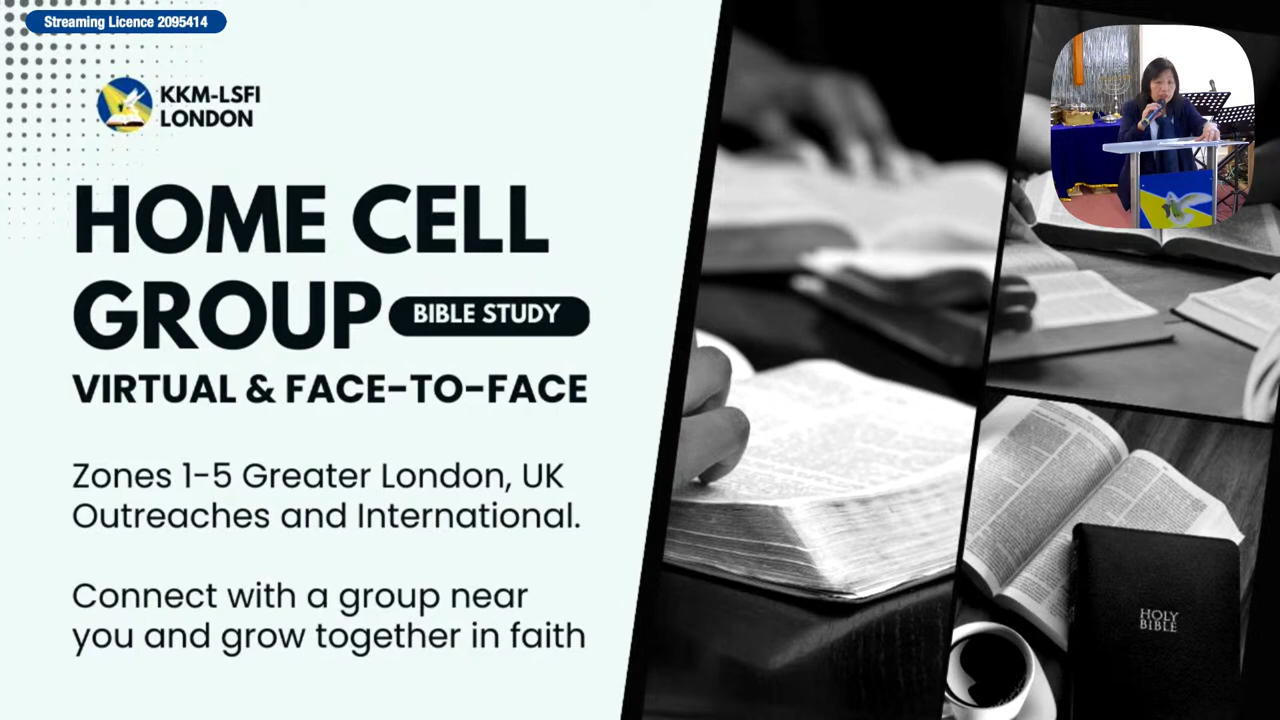 Streaming Licence 2095414
KKM-LSFI
LONDON
HOME CELL
GROUP BIBLE STUDY
VIRTUAL & FACE-TO-FACE
Zones 1-5 Greater London, UK
Outreaches and International.
Connect with a group near
you and grow together in faith
HOLY
BIBLE